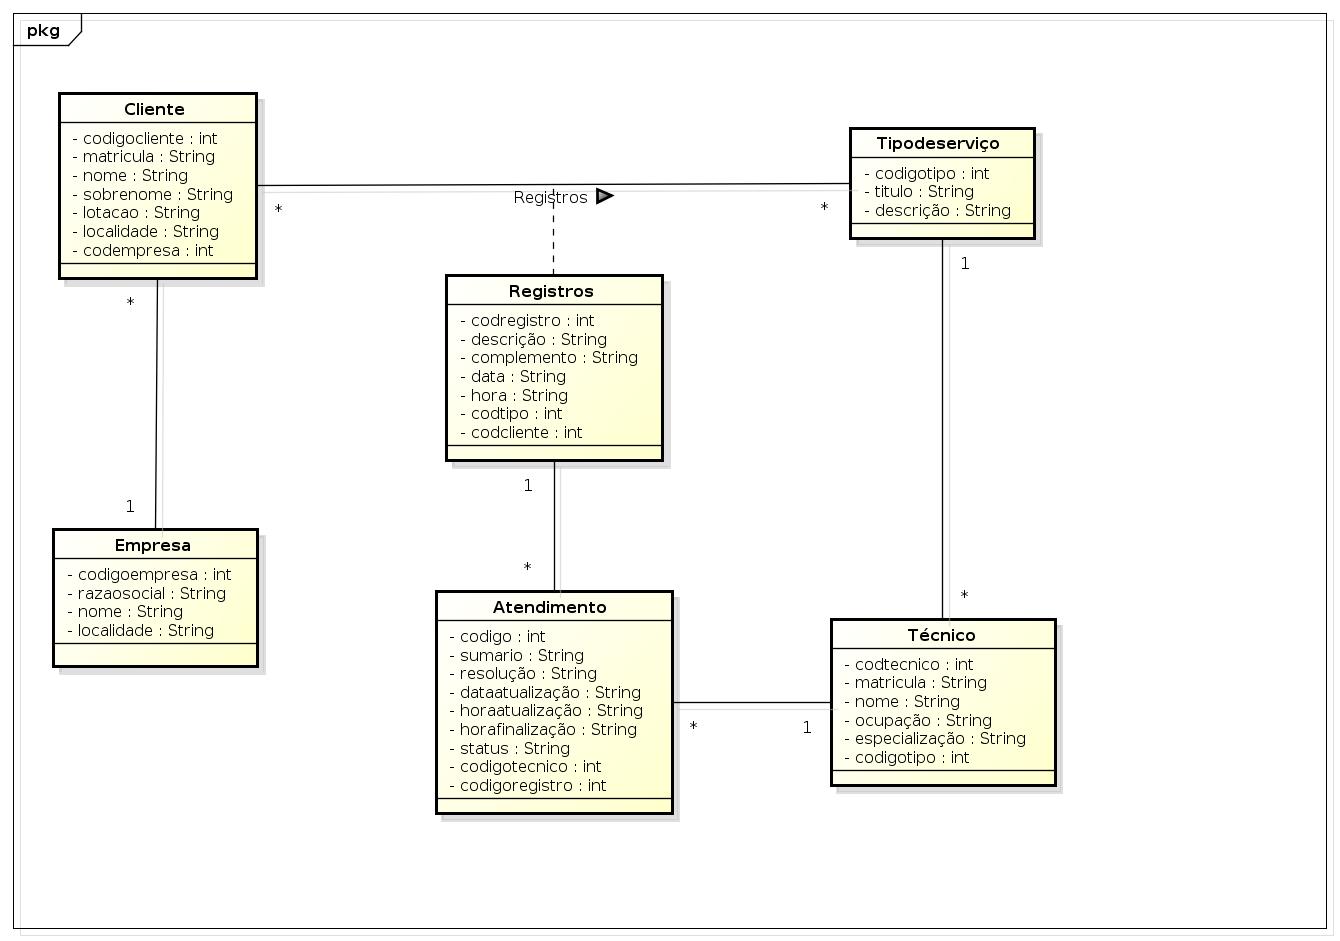 pkg
Cliente
- codigocliente : int
- matricula : String
- nome : String
- sobrenome : String
- lotacao : String
- localidade : String
- codempresa : int
*
Registros
*
Tipodeserviço
- codigotipo : int
- titulo : String
- descrição : String
1
*
1
Registros
- codregistro : int
- descrição : String
- complemento : String
- data : String
- hora : String
- codtipo : int
- codcliente : int
1
*
*
Empresa
- codigoempresa : int
- razaosocial : String
- nome : String
- localidade : String
Atendimento
- codigo : int
- sumario : String
- resolução : String
- dataatualização : String
- horaatualização : String
- horafinalização : String
- status : String
- codigotecnico : int
- codigoregistro : int
*
1
Técnico
- codtecnico : int
- matricula : String
- nome : String
- ocupação : String
- especialização : String
- codigotipo : int